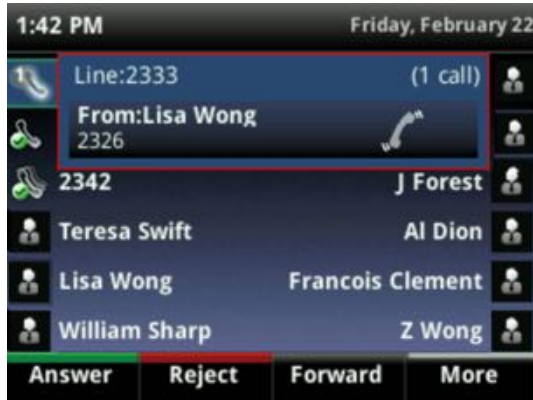 1:42 PM Friday, February 22
1
Line:2333 (1 call)
From:Lisa Wong
2326
2342 J Forest
Teresa Swift Al Dion
Lisa Wong Francois Clement
William Sharp Z Wong
Answer Reject Forward More